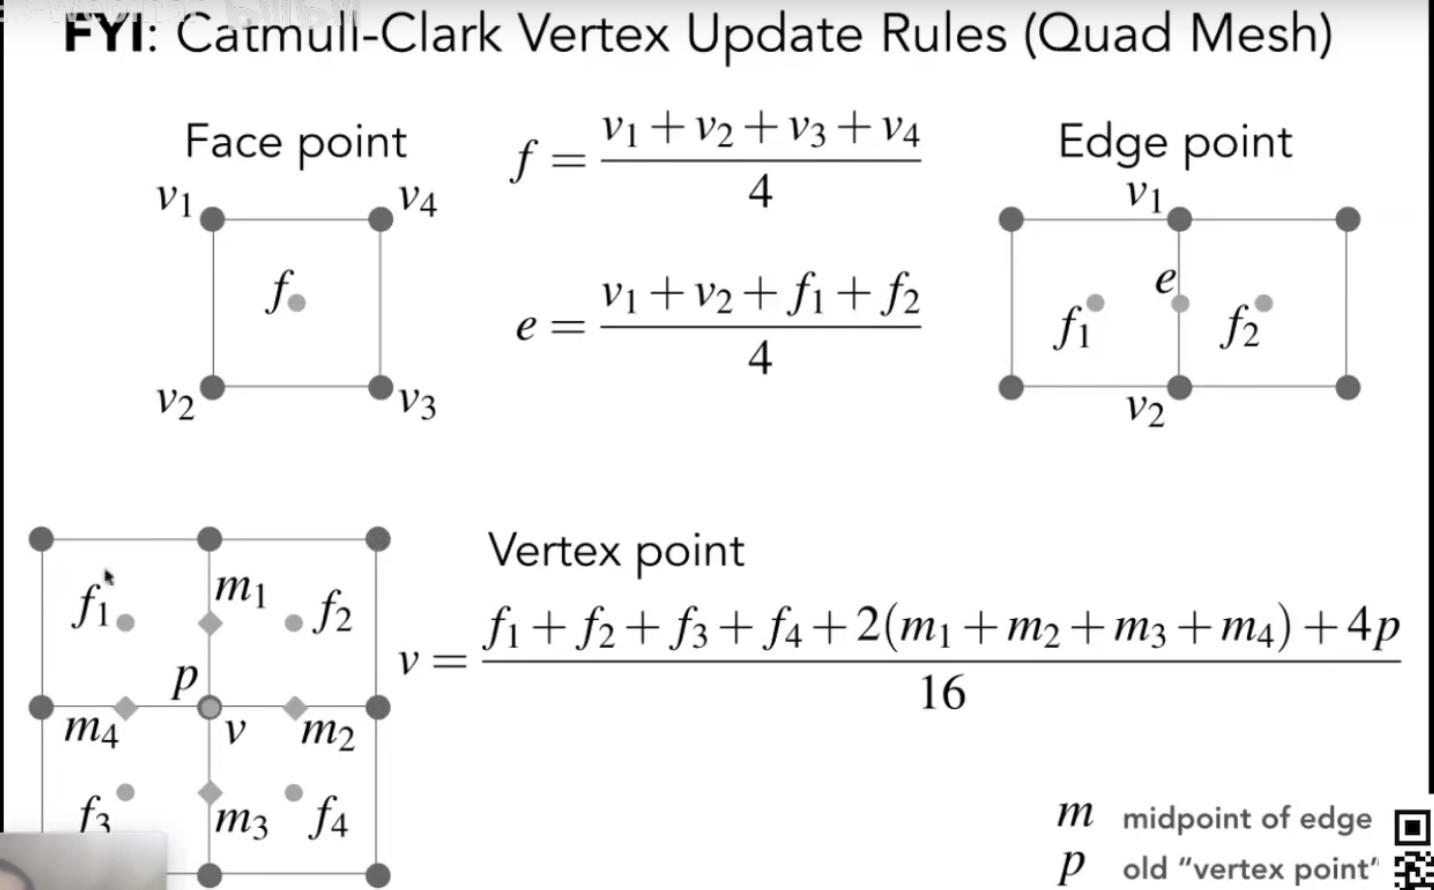 FYI: Catmull-Clark Vertex Update Rules (Quad Mesh)
Face point
f = (v1 + v2 + v3 + v4) / 4
Edge point
v1
v4
f
v2
v3
e = (v1 + v2 + f1 + f2) / 4
v1
e
f1
f2
v2
Vertex point
v = (f1 + f2 + f3 + f4 + 2(m1 + m2 + m3 + m4) + 4p) / 16
f1
m1
f2
p
m4
v
m2
f3
m3
f4
m midpoint of edge
p old “vertex point”